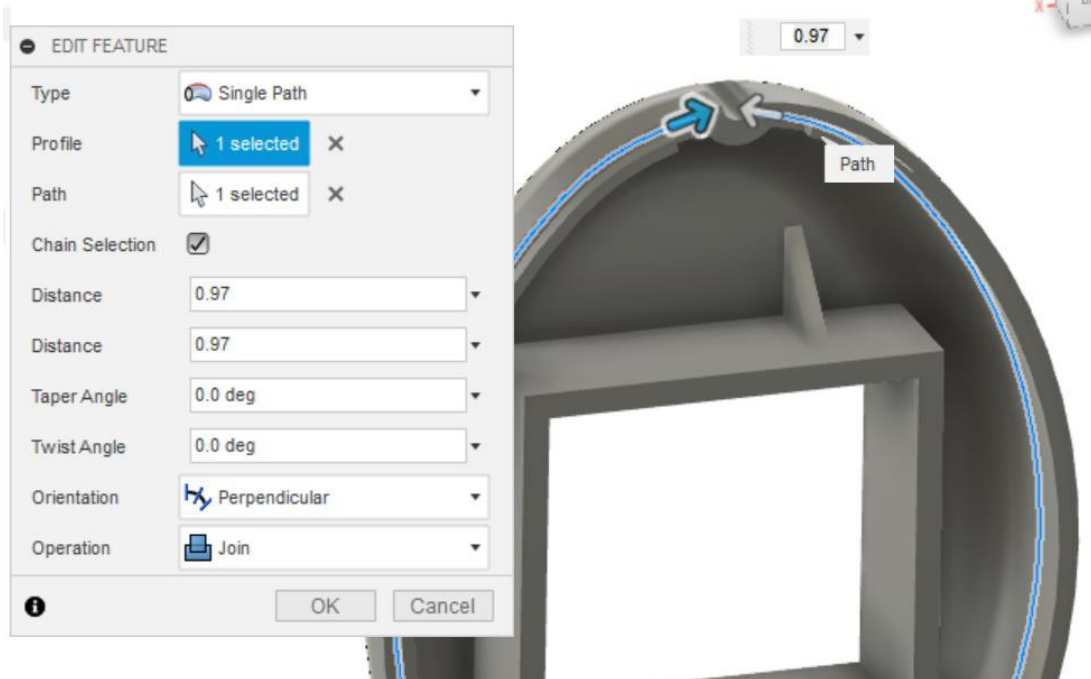 X
0.97
EDIT FEATURE
Type Single Path
Profile 1 selected
Path
Path 1 selected
Chain Selection
Distance 0.97
Distance 0.97
Taper Angle 0.0 deg
Twist Angle 0.0 deg
Orientation Perpendicular
Operation Join
OK Cancel